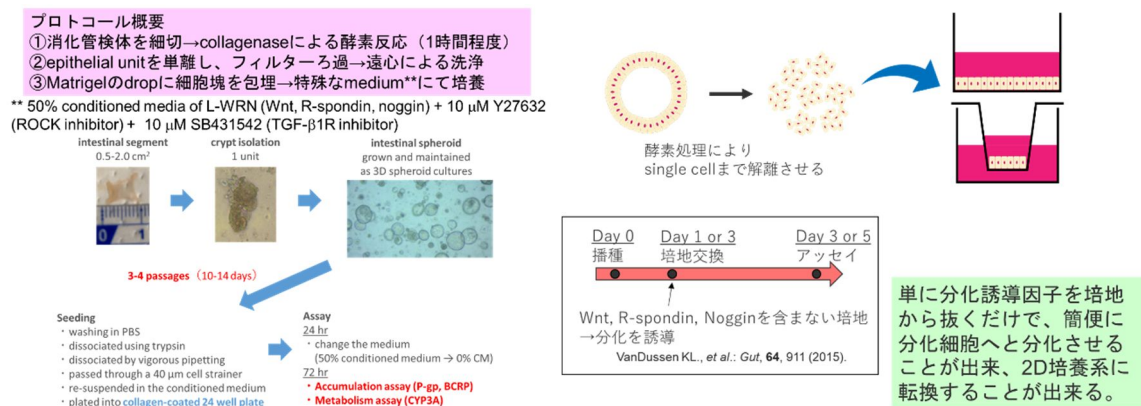 プロトコール概要
①消化管検体を細切→collagenaseによる酵素反応（1時間程度）
②epithelial unitを単離し、フィルターろ過→遠心による洗浄
③Matrigelのdropに細胞塊を包埋→特殊なmedium**にて培養
** 50% conditioned media of L-WRN (Wnt, R-spondin, noggin) + 10 μM Y27632
(ROCK inhibitor) + 10 μM SB431542 (TGF-β1R inhibitor)
intestinal segment
0.5-2.0 cm²
crypt isolation
1 unit
intestinal spheroid
grown and maintained
as 3D spheroid cultures
0 1
3-4 passages（10-14 days）
Seeding
・washing in PBS
・dissociated using trypsin
・dissociated by vigorous pipetting
・passed through a 40 μm cell strainer
・re-suspended in the conditioned medium
・plated into collagen-coated 24 well plate
Assay
24 hr
・change the medium
(50% conditioned medium → 0% CM)
72 hr
・Accumulation assay (P-gp, BCRP)
・Metabolism assay (CYP3A)
酵素処理により
single cellまで解離させる
Day 0
播種
Day 1 or 3
培地交換
Day 3 or 5
アッセイ
Wnt, R-spondin, Nogginを含まない培地
→分化を誘導
VanDussen KL., et al.: Gut, 64, 911 (2015).
単に分化誘導因子を培地
から抜くだけで、簡便に
分化細胞へと分化させる
ことが出来、2D培養系に
転換することが出来る。